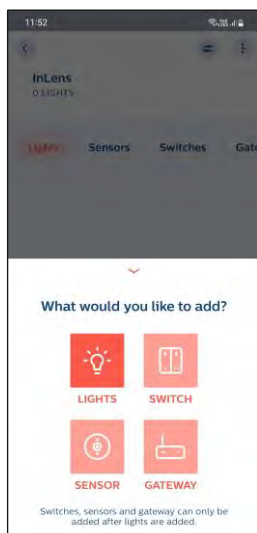 11:52
InLens
0 LIGHTS
Lights Sensors Switches Gate
What would you like to add?
LIGHTS SWITCH
SENSOR GATEWAY
Switches, sensors and gateway can only be
added after lights are added.